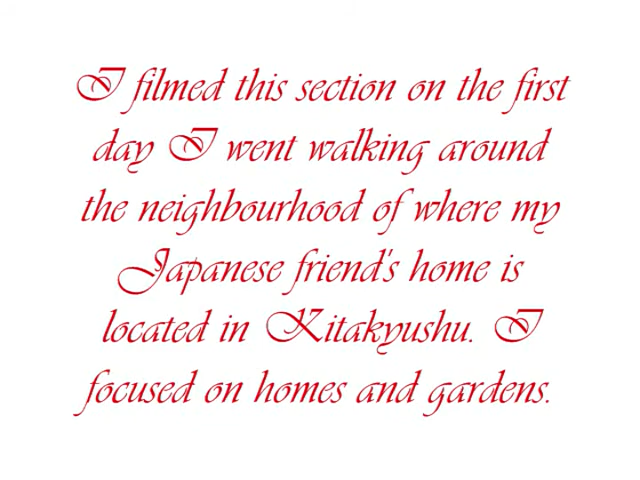 I filmed this section on the first
day I went walking around
the neighbourhood of where my
Japanese friend's home is
located in Kitakyushu. I
focused on homes and gardens.